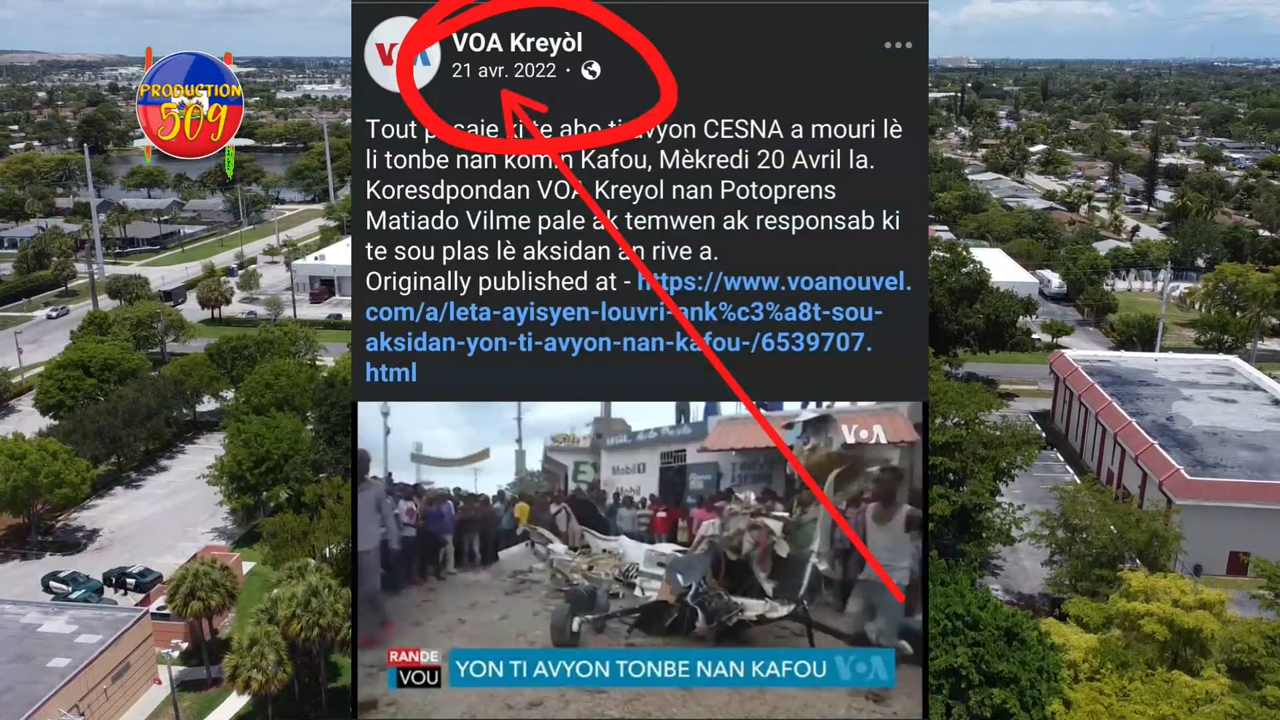 PRODUCTION
509
VOA
VOA Kreyòl
21 avr. 2022 ·
Tout ki te abo ti avyon CESNA a mouri lè
li tonbe nan komin Kafou, Mèkredi 20 Avril la.
Koresdpondan VOA Kreyol nan Potoprens
Matiado Vilme pale ak temwen ak responsab ki
te sou plas lè aksidan an rive a.
Originally published at - https://www.voanouvel.
com/a/leta-ayisyen-louvri-ank%c3%a8t-sou-
aksidan-yon-ti-avyon-nan-kafou-/6539707.
html
VOA
Mobil 1
Mobil
RANDE
VOU
YON TI AVYON TONBE NAN KAFOU VOA